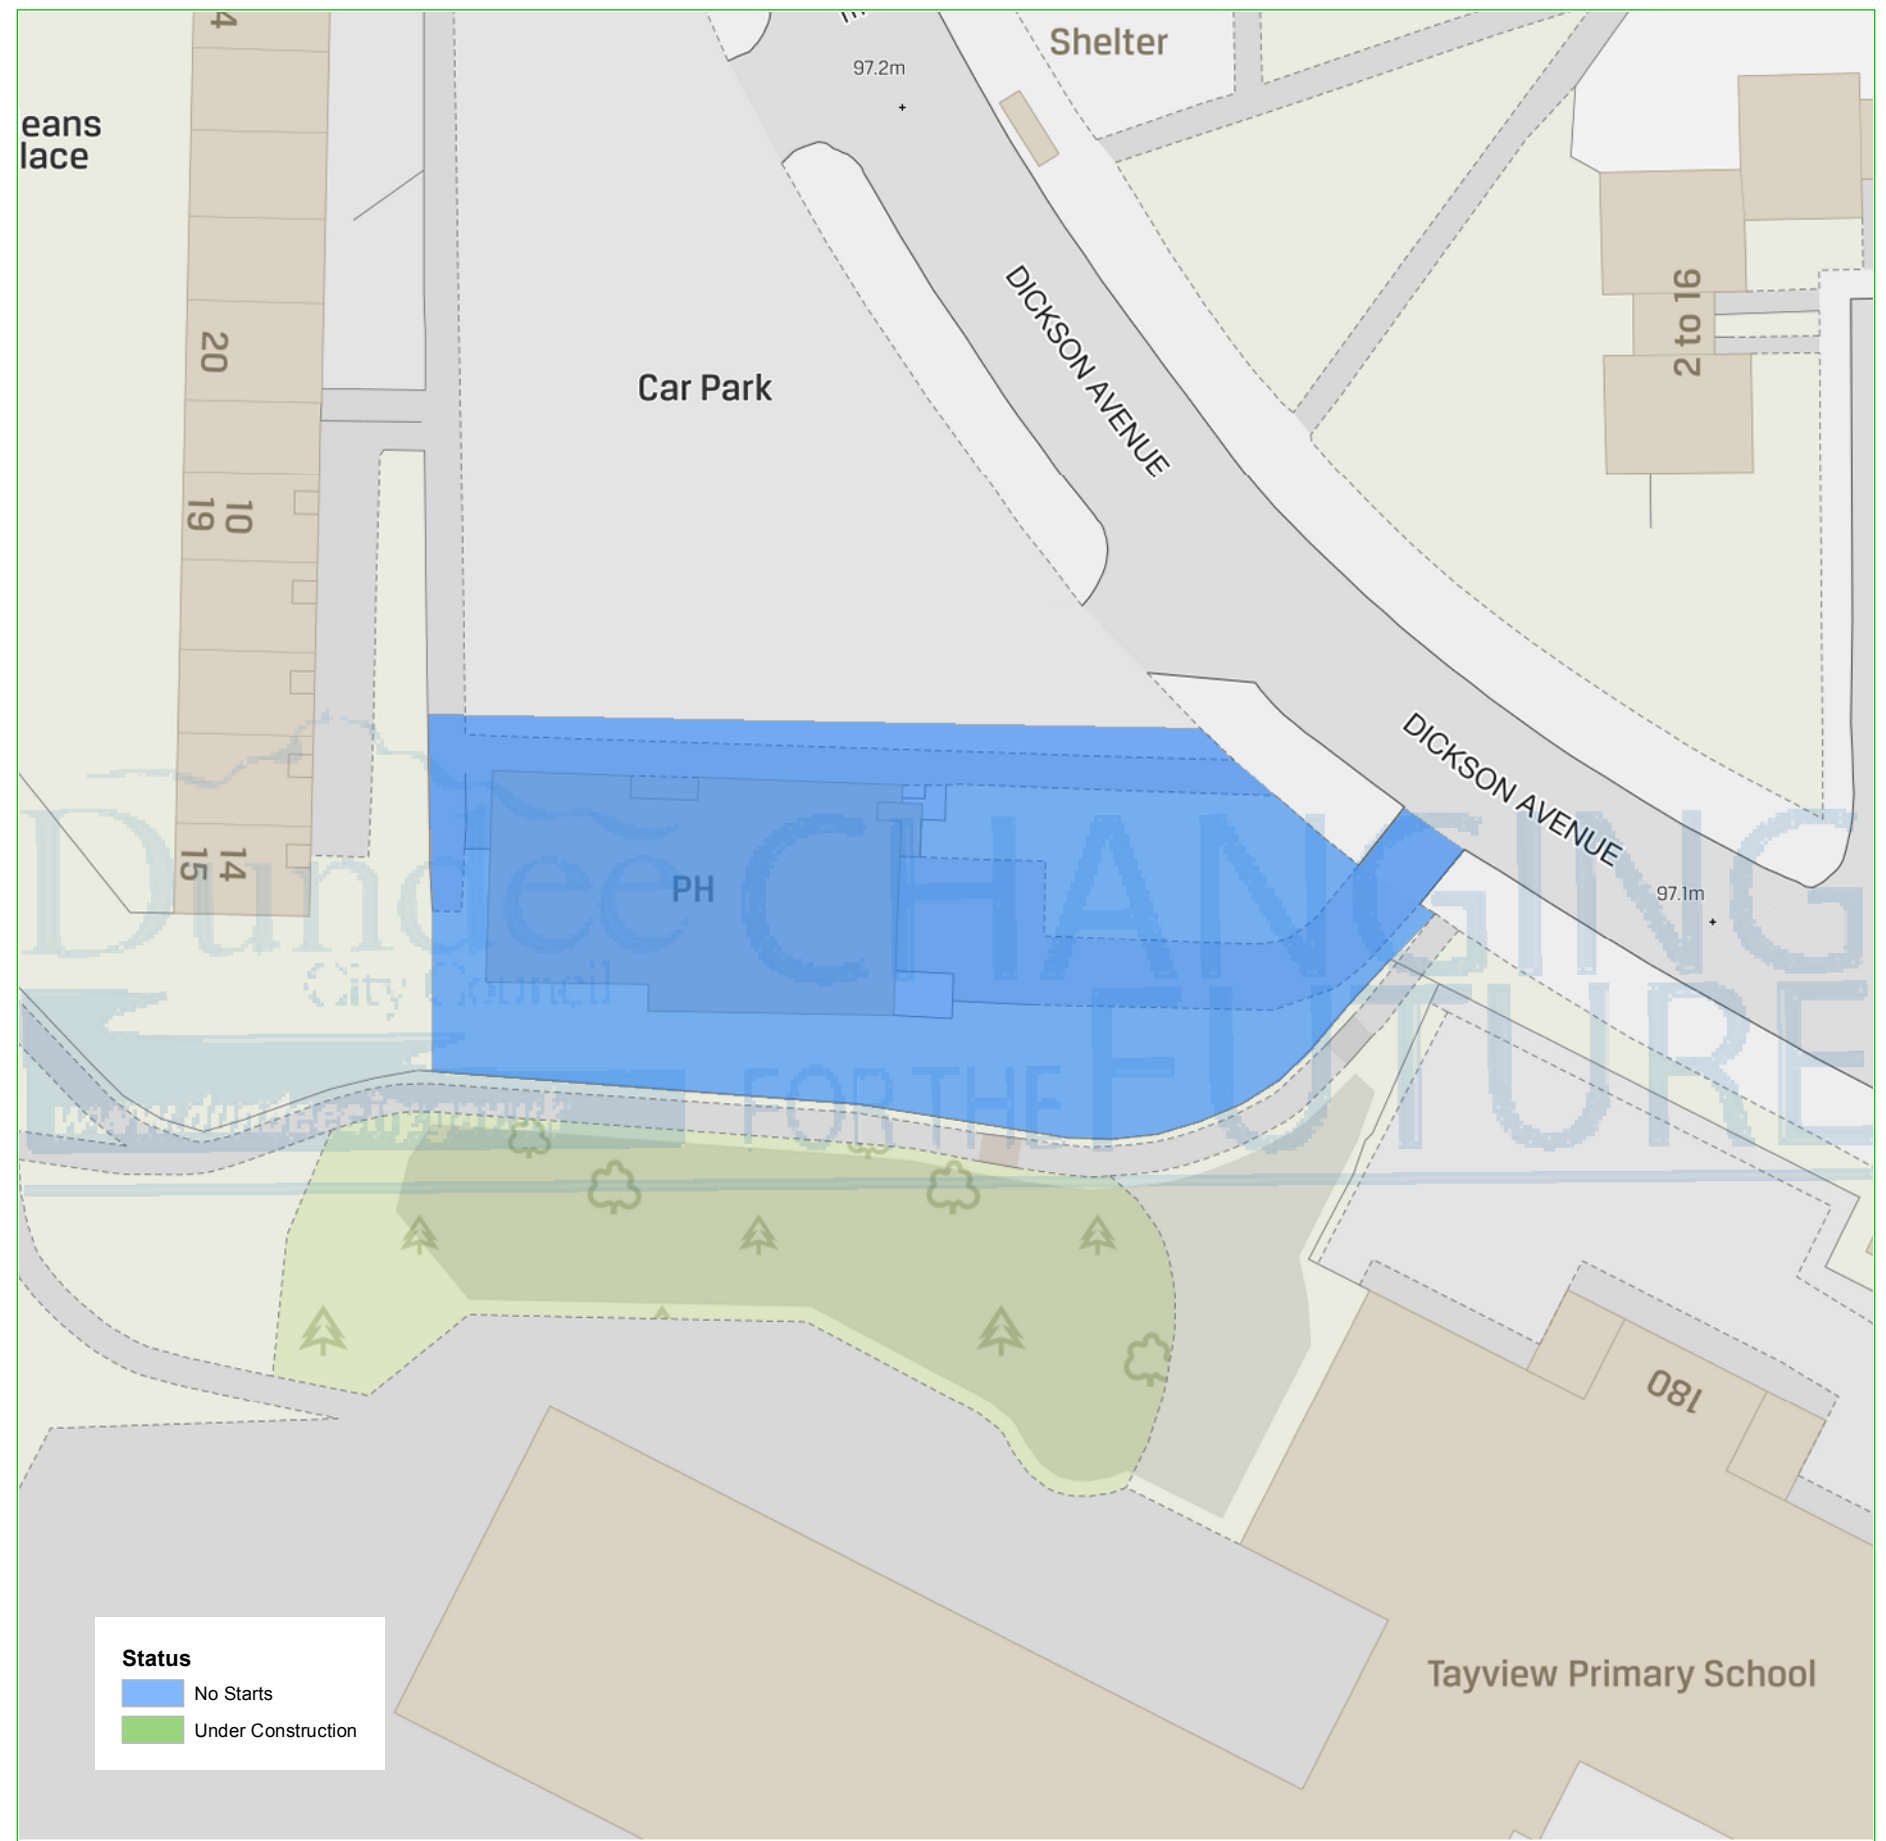 4
Shelter
97.2m
eans
lace
2 to 16
20
DICKSON AVENUE
Car Park
10
19
DICKSON AVENUE
14
15
PH
97.1m
Dundee
City Council
CHANGING
FOR THE FUTURE
www.dundeecity.gov.uk
180
Tayview Primary School
Status
No Starts
Under Construction